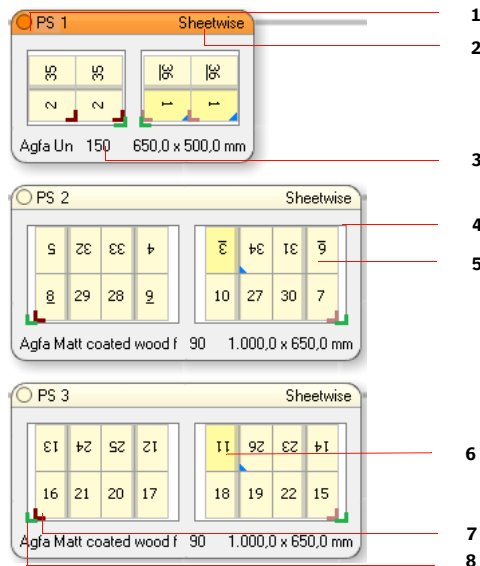 PS 1 Sheetwise 1
2
35 35 36 36
2 2 1 1
Agfa Un 150 650,0 x 500,0 mm 3
PS 2 Sheetwise
4
5 32 33 4 3 34 31 6 5
8 29 28 9 10 27 30 7
Agfa Matt coated wood f 90 1.000,0 x 650,0 mm
PS 3 Sheetwise
13 24 25 12 11 26 23 14 6
16 21 20 17 18 19 22 15
7
Agfa Matt coated wood f 90 1.000,0 x 650,0 mm
8